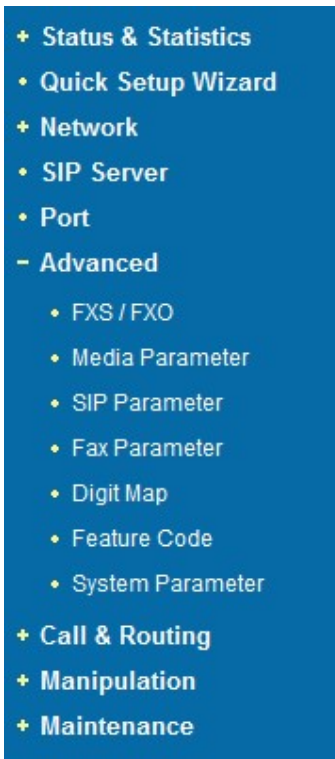 + Status & Statistics
• Quick Setup Wizard
+ Network
• SIP Server
• Port
− Advanced
• FXS / FXO
• Media Parameter
• SIP Parameter
• Fax Parameter
• Digit Map
• Feature Code
• System Parameter
+ Call & Routing
+ Manipulation
+ Maintenance